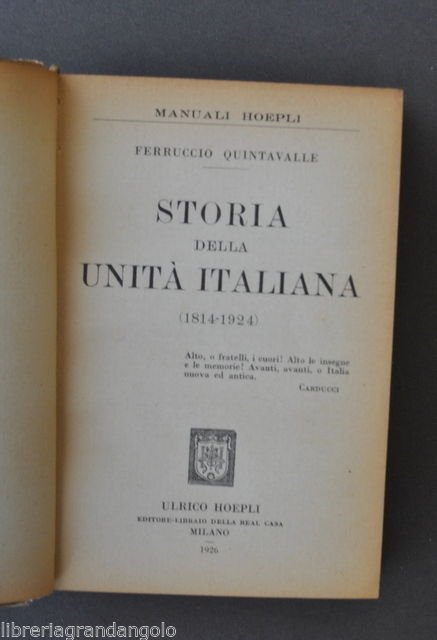 MANUALI HOEPLI
FERRUCCIO QUINTAVALLE
STORIA
DELLA
UNITÀ ITALIANA
(1814-1924)
Alto, o fratelli, i cuori! Alto le insegne
e le memorie! Avanti, avanti, o Italia
nuova ed antica.
CARDUCCI
ULRICO HOEPLI
EDITORE-LIBRAIO DELLA REAL CASA
MILANO
1926
libreriagrandangolo